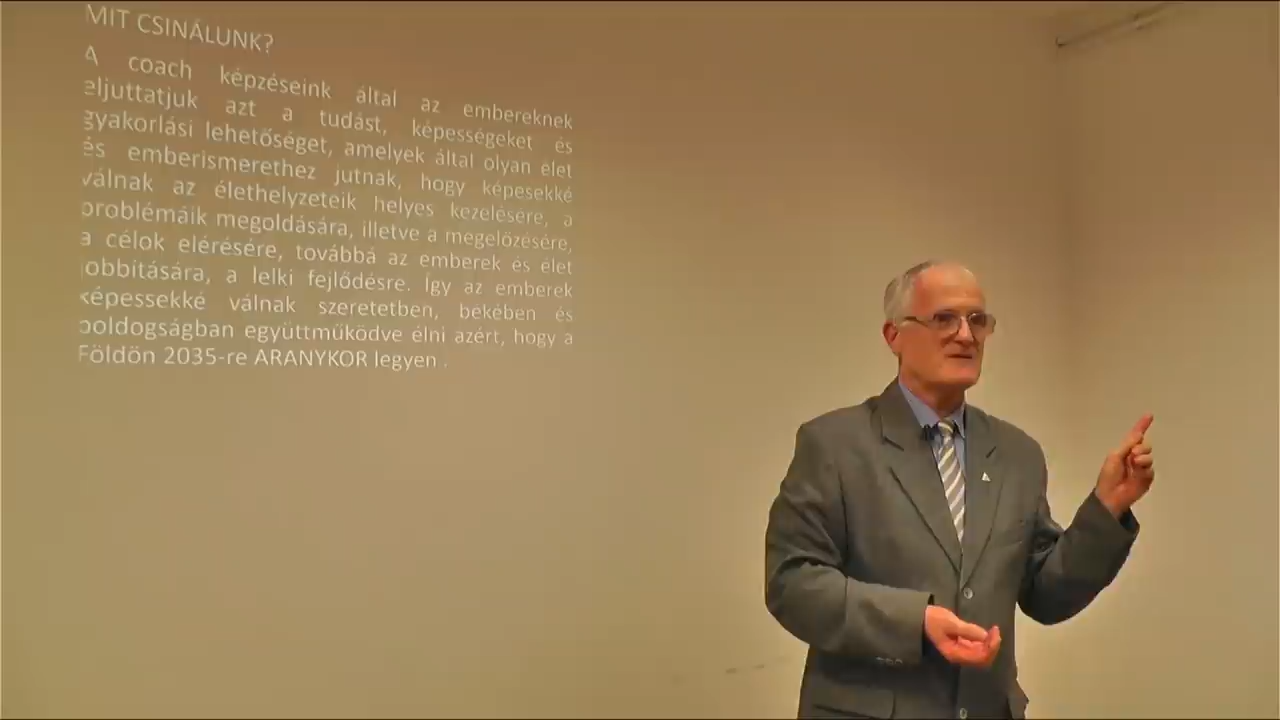 MIT CSINÁLUNK?
A coach képzéseink által az embereknek
eljuttatjuk azt a tudást, képességeket és
gyakorlási lehetőséget, amelyek által olyan élet
és emberismerethez jutnak, hogy képesekké
válnak az élethelyzeteik helyes kezelésére, a
problémáik megoldására, illetve a megelőzésére,
a célok elérésére, továbbá az emberek és élet
jobbítására, a lelki fejlődésre. Így az emberek
képessekké válnak szeretetben, békében és
boldogságban együttműködve élni azért, hogy a
Földön 2035-re ARANYKOR legyen .